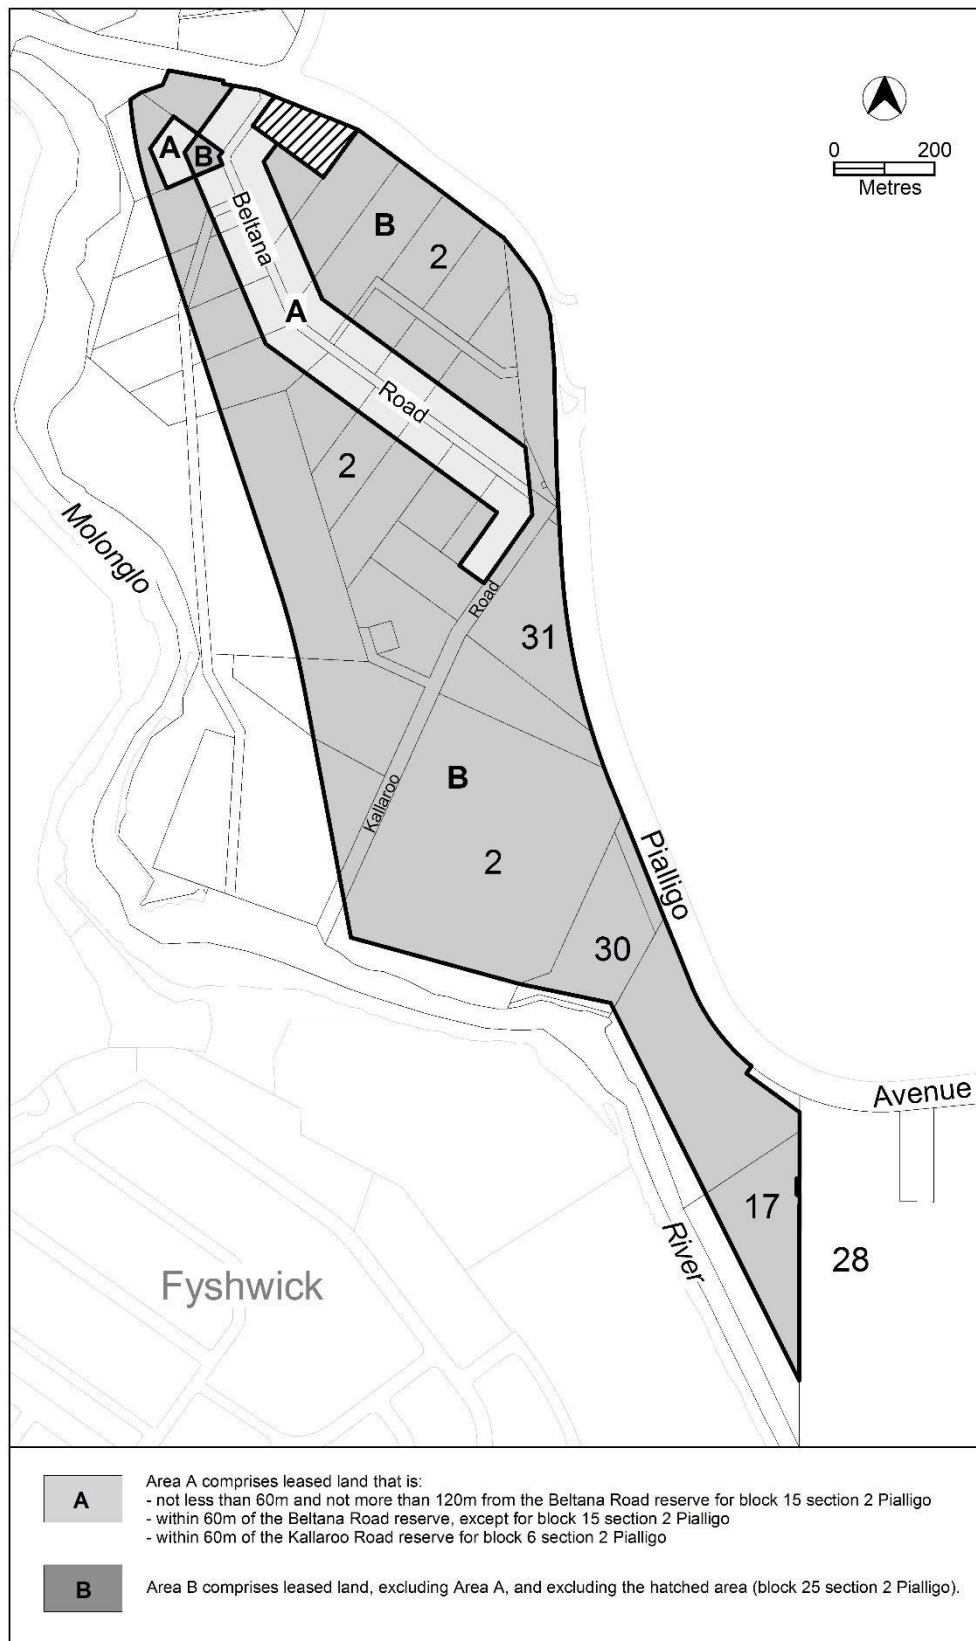 0 200
Metres
A
B
Beltana
B
2
A
Road
2
Molonglo
Road
31
Kallaroo
B
2
Pialligo
30
Avenue
17
River
28
Fyshwick
A
Area A comprises leased land that is:
- not less than 60m and not more than 120m from the Beltana Road reserve for block 15 section 2 Pialligo
- within 60m of the Beltana Road reserve, except for block 15 section 2 Pialligo
- within 60m of the Kallaroo Road reserve for block 6 section 2 Pialligo
B
Area B comprises leased land, excluding Area A, and excluding the hatched area (block 25 section 2 Pialligo).